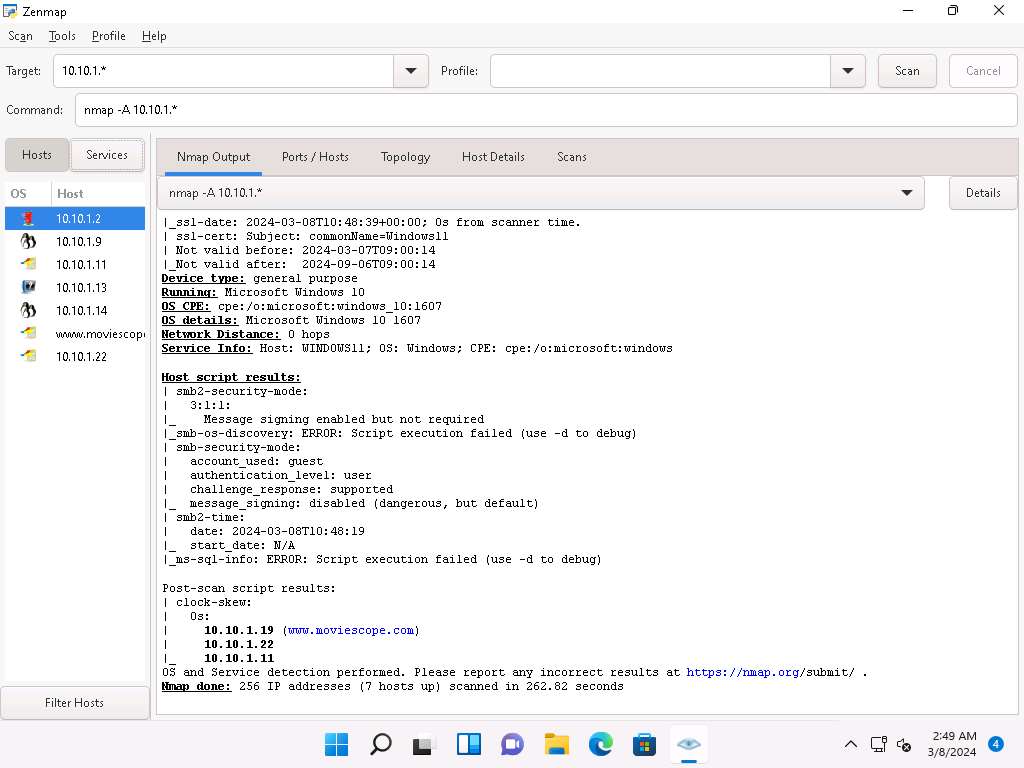 Zenmap
Scan Tools Profile Help
Target: 10.10.1.* Profile: Scan Cancel
Command: nmap -A 10.10.1.*
Hosts Services
OS Host
10.10.1.2
10.10.1.9
10.10.1.11
10.10.1.13
10.10.1.14
www.moviescope
10.10.1.22
Filter Hosts
Nmap Output Ports / Hosts Topology Host Details Scans
nmap -A 10.10.1.* Details
|_ssl-date: 2024-03-08T10:48:39+00:00; 0s from scanner time.
| ssl-cert: Subject: commonName=Windows11
| Not valid before: 2024-03-07T09:00:14
|_Not valid after:  2024-09-06T09:00:14
Device type: general purpose
Running: Microsoft Windows 10
OS CPE: cpe:/o:microsoft:windows_10:1607
OS details: Microsoft Windows 10 1607
Network Distance: 0 hops
Service Info: Host: WINDOWS11; OS: Windows; CPE: cpe:/o:microsoft:windows
Host script results:
| smb2-security-mode:
|   3:1:1:
|_    Message signing enabled but not required
|_smb-os-discovery: ERROR: Script execution failed (use -d to debug)
| smb-security-mode:
|   account_used: guest
|   authentication_level: user
|   challenge_response: supported
|_  message_signing: disabled (dangerous, but default)
| smb2-time:
|   date: 2024-03-08T10:48:19
|_  start_date: N/A
|_ms-sql-info: ERROR: Script execution failed (use -d to debug)
Post-scan script results:
| clock-skew:
|   0s:
|     10.10.1.19 (www.moviescope.com)
|     10.10.1.22
|_    10.10.1.11
OS and Service detection performed. Please report any incorrect results at https://nmap.org/submit/ .
Nmap done: 256 IP addresses (7 hosts up) scanned in 262.82 seconds
2:49 AM
3/8/2024
4